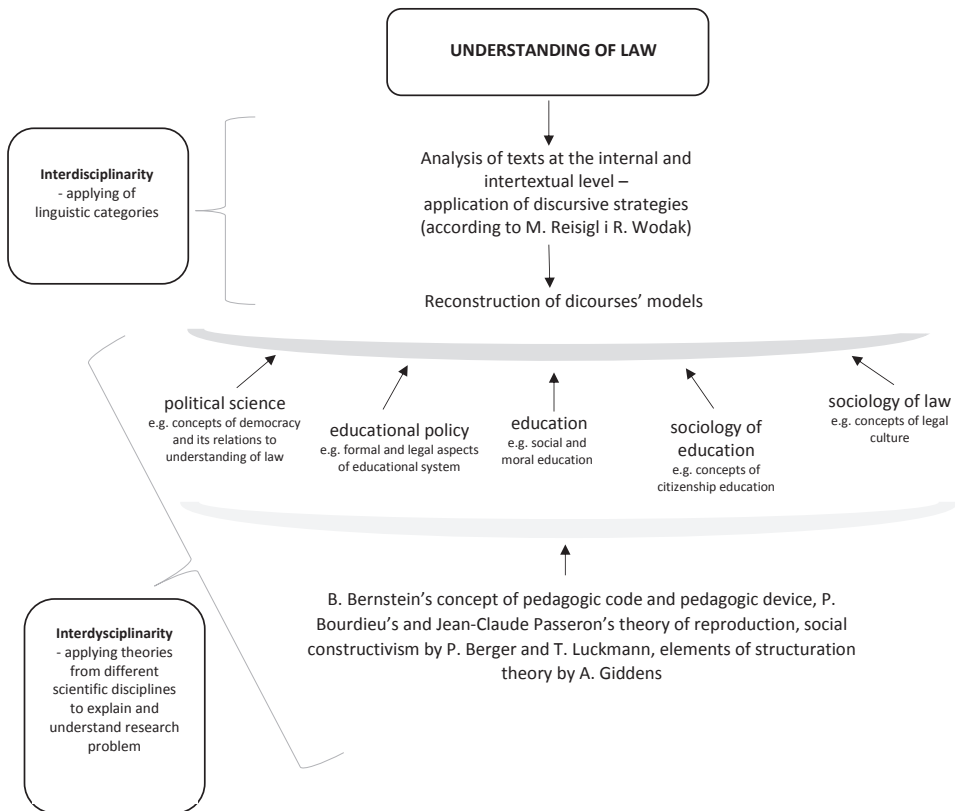 UNDERSTANDING OF LAW
Interdisciplinarity
- applying of
linguistic categories
Analysis of texts at the internal and
intertextual level –
application of discursive strategies
(according to M. Reisigl i R. Wodak)
Reconstruction of dicourses’ models
political science
e.g. concepts of democracy
and its relations to
understanding of law
educational policy
e.g. formal and legal aspects
of educational system
education
e.g. social and
moral education
sociology of
education
e.g. concepts of
citizenship education
sociology of law
e.g. concepts of legal
culture
Interdysciplinarity
- applying theories
from different
scientific disciplines
to explain and
understand research
problem
B. Bernstein’s concept of pedagogic code and pedagogic device, P.
Bourdieu’s and Jean-Claude Passeron’s theory of reproduction, social
constructivism by P. Berger and T. Luckmann, elements of structuration
theory by A. Giddens